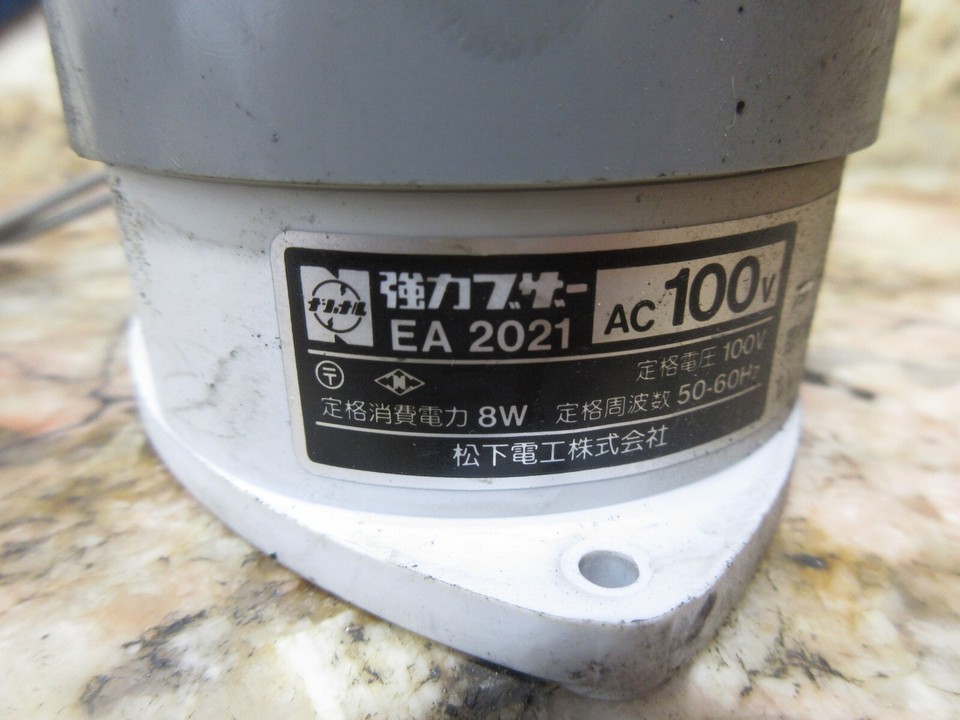 ナショナル
強力ブザー
EA 2021
AC 100V
〒 N
定格電圧 100V
定格消費電力 8W 定格周波数 50-60Hz
松下電工株式会社